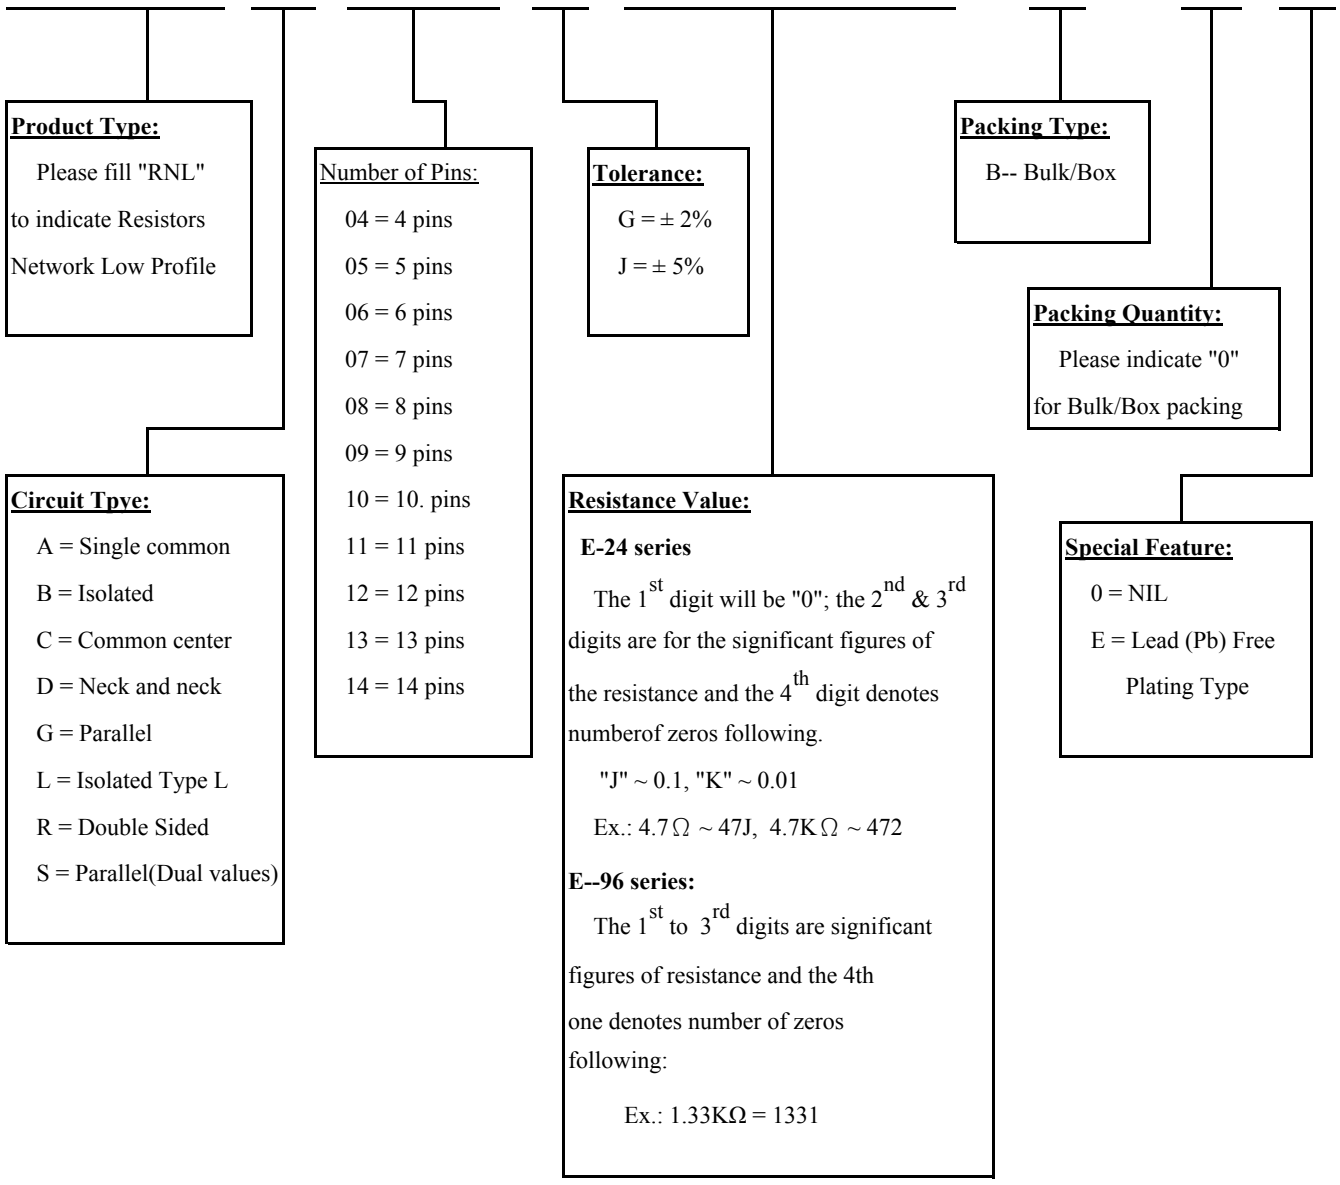 Product Type:
Please fill "RNL"
to indicate Resistors
Network Low Profile
Number of Pins:
04 = 4 pins
05 = 5 pins
06 = 6 pins
07 = 7 pins
08 = 8 pins
09 = 9 pins
10 = 10. pins
11 = 11 pins
12 = 12 pins
13 = 13 pins
14 = 14 pins
Tolerance:
G = ± 2%
J = ± 5%
Packing Type:
B-- Bulk/Box
Packing Quantity:
Please indicate "0"
for Bulk/Box packing
Circuit Tpye:
A = Single common
B = Isolated
C = Common center
D = Neck and neck
G = Parallel
L = Isolated Type L
R = Double Sided
S = Parallel(Dual values)
Resistance Value:
E-24 series
The 1st digit will be "0"; the 2nd & 3rd
digits are for the significant figures of
the resistance and the 4th digit denotes
numberof zeros following.
"J" ~ 0.1, "K" ~ 0.01
Ex.: 4.7Ω ~ 47J, 4.7KΩ ~ 472
E--96 series:
The 1st to 3rd digits are significant
figures of resistance and the 4th
one denotes number of zeros
following:
Ex.: 1.33KΩ = 1331
Special Feature:
0 = NIL
E = Lead (Pb) Free
Plating Type